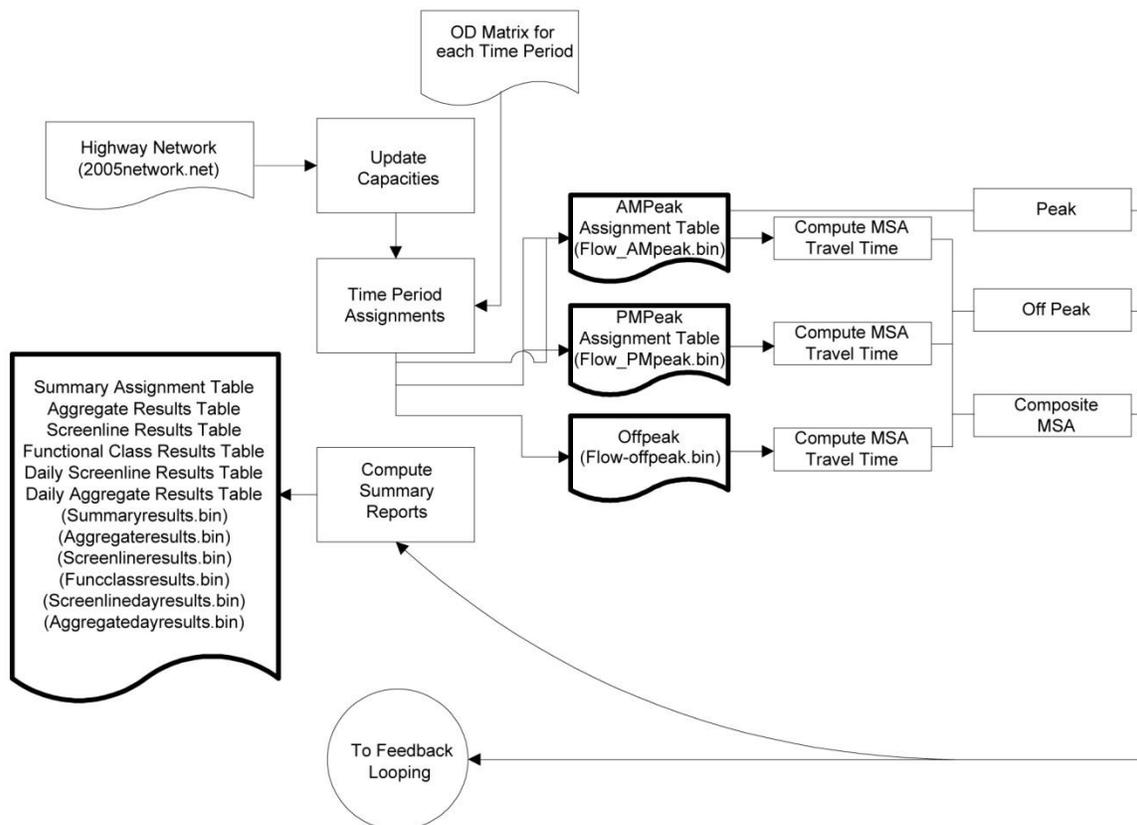 OD Matrix for
each Time Period
Highway Network
(2005network.net)
Update
Capacities
Time Period
Assignments
AMPeak
Assignment Table
(Flow_AMpeak.bin)
Compute MSA
Travel Time
Peak
PMPeak
Assignment Table
(Flow_PMpeak.bin)
Compute MSA
Travel Time
Off Peak
Offpeak
(Flow-offpeak.bin)
Compute MSA
Travel Time
Composite
MSA
Summary Assignment Table
Aggregate Results Table
Screenline Results Table
Functional Class Results Table
Daily Screenline Results Table
Daily Aggregate Results Table
(Summaryresults.bin)
(Aggregateresults.bin)
(Screenlineresults.bin)
(Funcclassresults.bin)
(Screenlinedayresults.bin)
(Aggregatedayresults.bin)
Compute
Summary
Reports
To Feedback
Looping